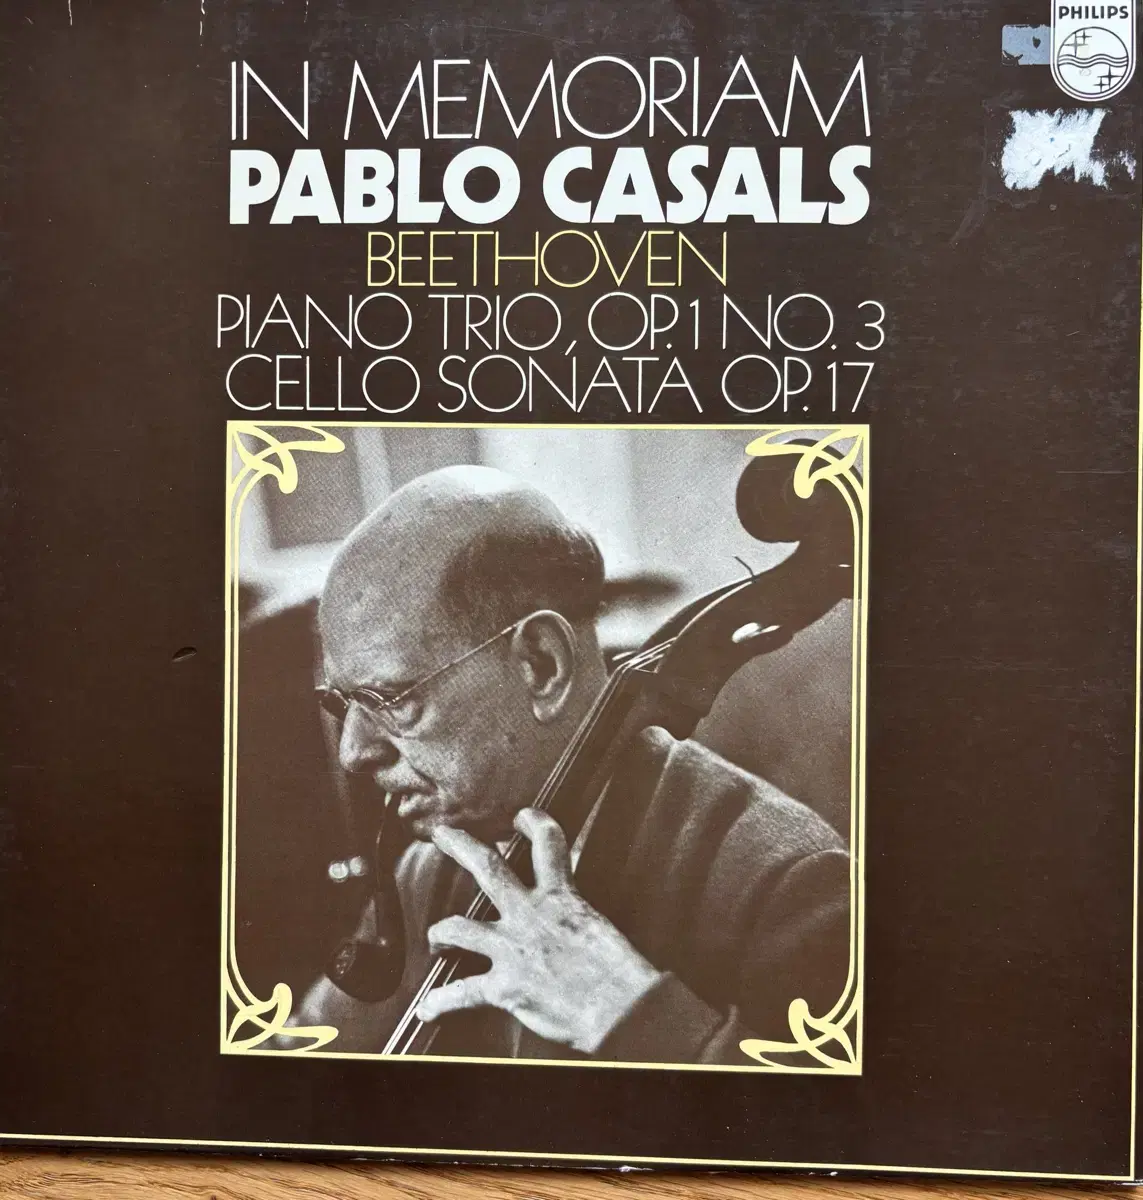 PHILIPS
IN MEMORIAM
PABLO CASALS
BEETHOVEN
PIANO TRIO, OP. 1 NO. 3
CELLO SONATA OP. 17